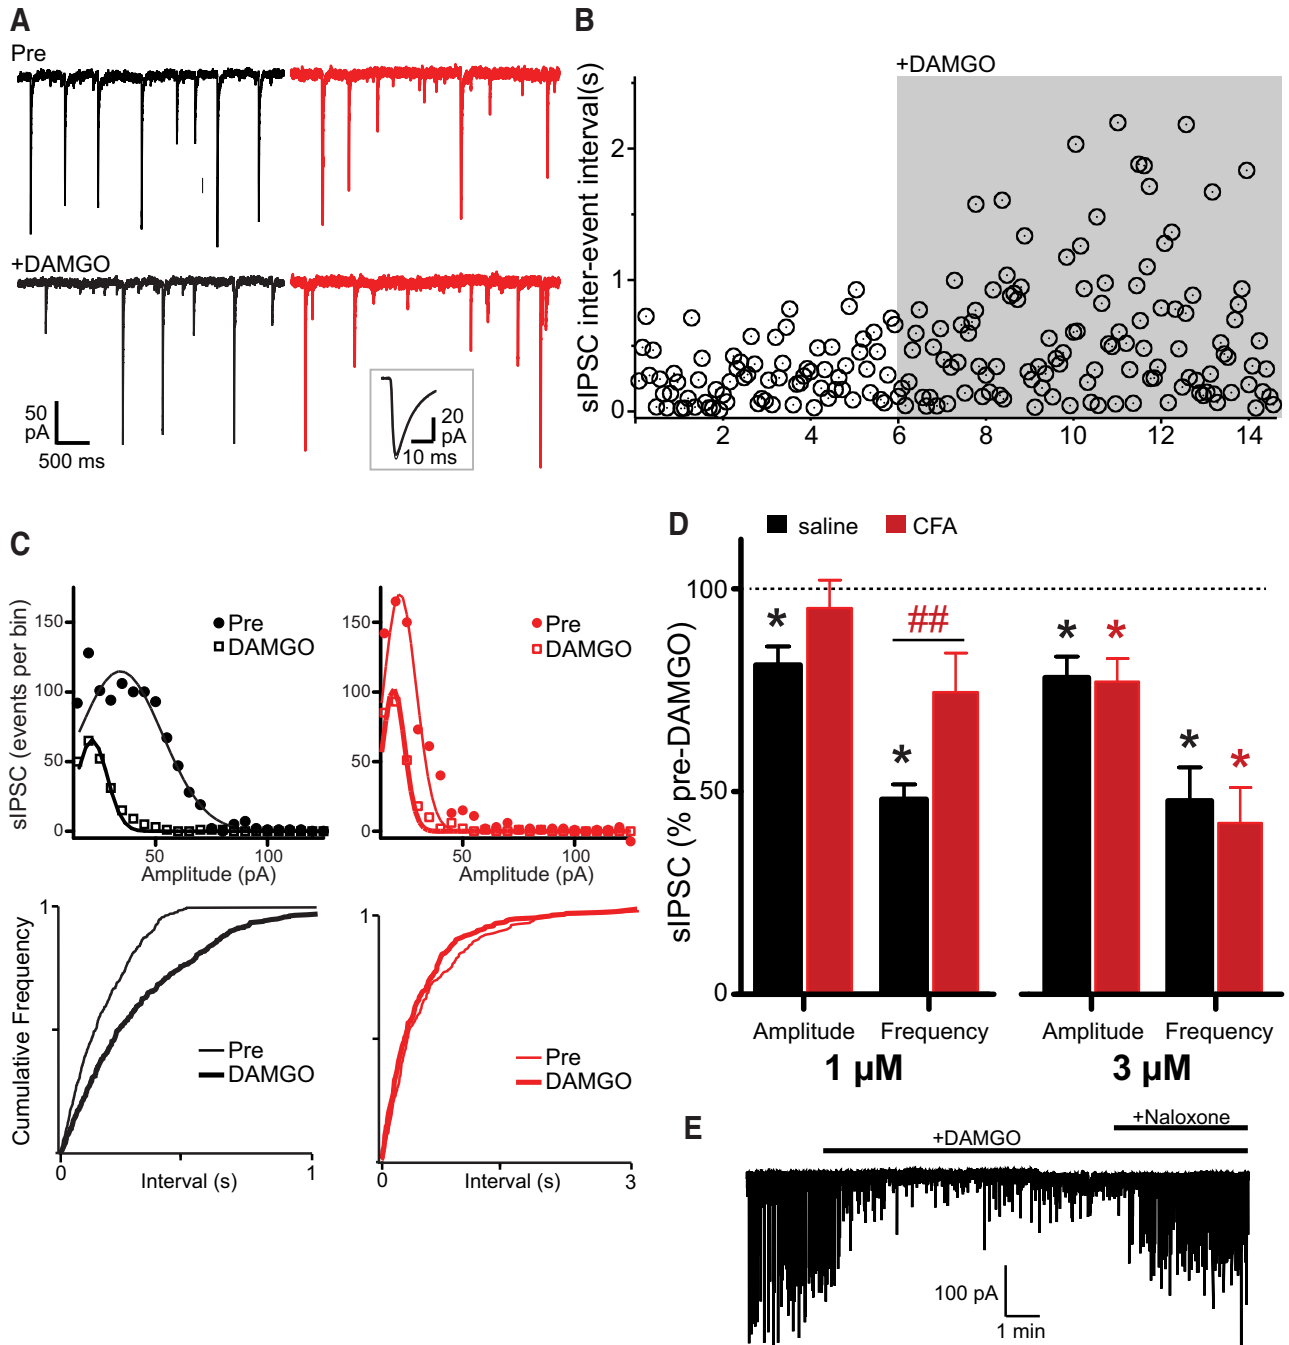 A
Pre
+DAMGO
50
pA
500 ms
20
pA
10 ms
B
+DAMGO
sIPSC inter-event interval(s)
2
1
0
2 4 6 8 10 12 14
C
sIPSC (events per bin)
150
100
50
0
Pre
DAMGO
50 100
Amplitude (pA)
150
100
50
0
Pre
DAMGO
50 100
Amplitude (pA)
Cumulative Frequency
1
Pre
DAMGO
0 1
Interval (s)
1
Pre
DAMGO
0 3
Interval (s)
D
saline CFA
sIPSC (% pre-DAMGO)
100
50
0
* * ## * * * *
Amplitude Frequency Amplitude Frequency
1 µM 3 µM
E
+Naloxone
+DAMGO
100 pA
1 min